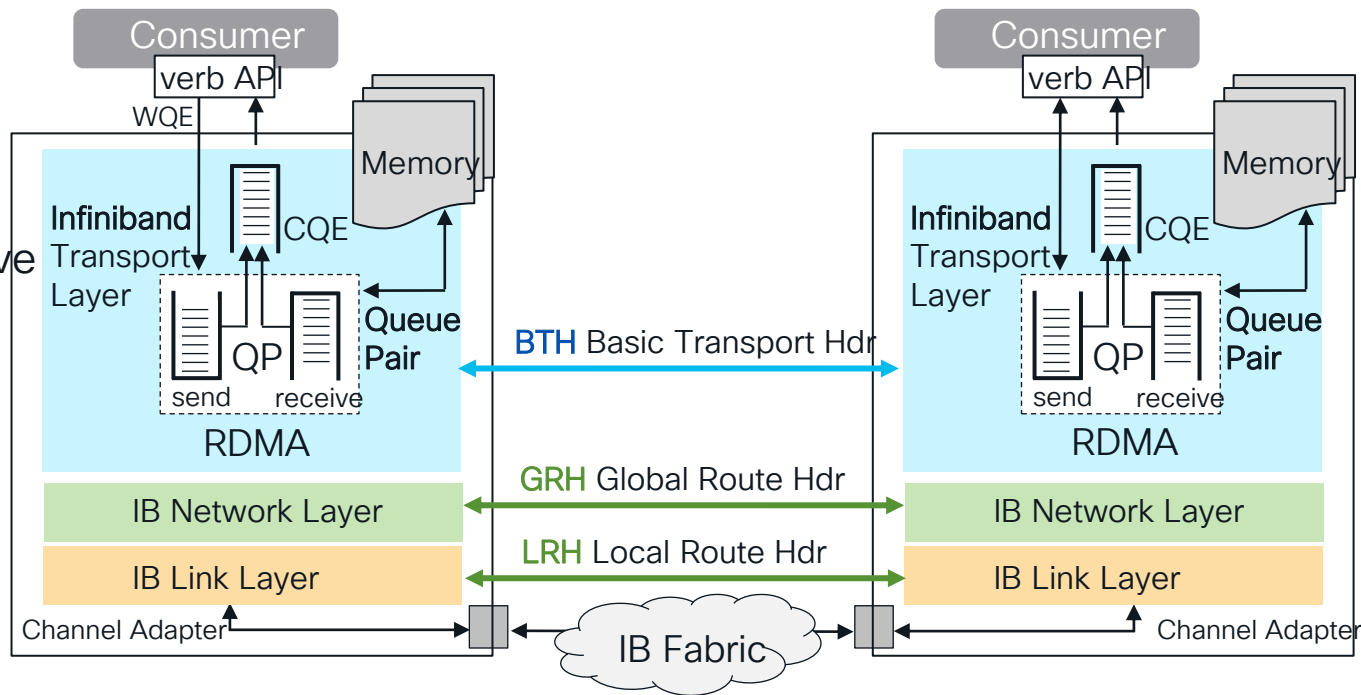 Consumer
verb API
WQE
Memory
Infiniband
Transport
Layer
CQE
ve
Queue
Pair
QP
send
receive
RDMA
IB Network Layer
IB Link Layer
Channel Adapter
BTH Basic Transport Hdr
GRH Global Route Hdr
LRH Local Route Hdr
IB Fabric
Consumer
verb API
Memory
Infiniband
Transport
Layer
CQE
Queue
Pair
QP
send
receive
RDMA
IB Network Layer
IB Link Layer
Channel Adapter